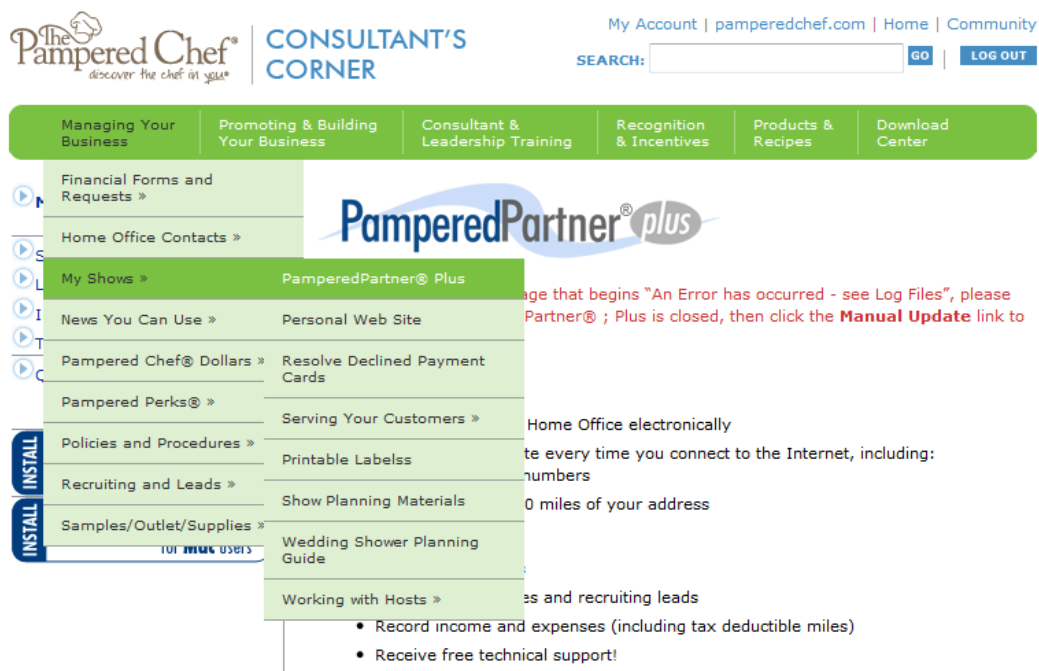 The
Pampered Chef®
discover the chef in you®
CONSULTANT'S
CORNER
My Account | pamperedchef.com | Home | Community
SEARCH:
GO
LOG OUT
Managing Your
Business
Promoting & Building
Your Business
Consultant &
Leadership Training
Recognition
& Incentives
Products &
Recipes
Download
Center
Financial Forms and
Requests »
Home Office Contacts »
My Shows »
News You Can Use »
Pampered Chef® Dollars »
Pampered Perks® »
Policies and Procedures »
Recruiting and Leads »
Samples/Outlet/Supplies »
PamperedPartner® Plus
Personal Web Site
Resolve Declined Payment
Cards
Serving Your Customers »
Printable Labelss
Show Planning Materials
Wedding Shower Planning
Guide
Working with Hosts »
PamperedPartner® plus
that begins “An Error has occurred - see Log Files”, please
Partner® ; Plus is closed, then click the Manual Update link to
Home Office electronically
every time you connect to the Internet, including:
numbers
0 miles of your address
and recruiting leads
• Record income and expenses (including tax deductible miles)
• Receive free technical support!
INSTALL
INSTALL
for Mac users